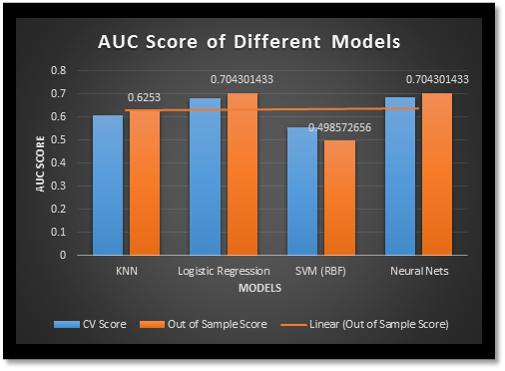 AUC Score of Different Models
0.8
0.7
0.6
0.5
0.4
0.3
0.2
0.1
0
AUC SCORE
0.6253
0.704301433
0.498572656
0.704301433
KNN
Logistic Regression
SVM (RBF)
Neural Nets
MODELS
CV Score
Out of Sample Score
Linear (Out of Sample Score)